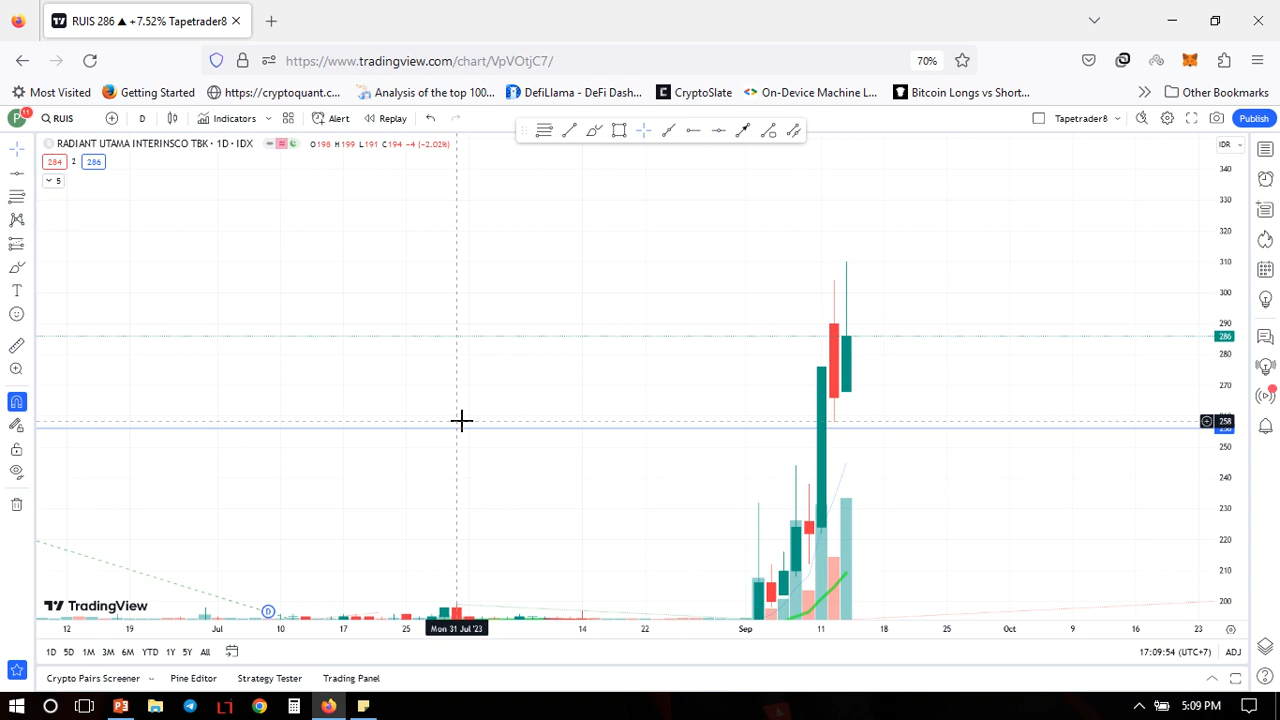 RUIS 286 ▲ +7.52% Tapetrader8
https://www.tradingview.com/chart/VpVOtjC7/
70%
Most Visited
Getting Started
https://cryptoquant.c...
Analysis of the top 100...
DefiLlama - DeFi Dash...
CryptoSlate
On-Device Machine L...
Bitcoin Longs vs Short...
Other Bookmarks
P
11
RUIS
D
Indicators
Alert
Replay
Tapetrader8
Publish
RADIANT UTAMA INTERINSCO TBK · 1D · IDX
O198 H199 L191 C194 -4 (-2.02%)
IDR
284 2 286
5
340
330
320
310
300
290
286
280
270
258
250
240
230
220
210
200
D
TradingView
12 19 Jul 10 17 25 Mon 31 Jul '23 14 22 Sep 11 18 25 Oct 9 16 23
1D 5D 1M 3M 6M YTD 1Y 5Y All
17:09:54 (UTC+7)
ADJ
Crypto Pairs Screener
Pine Editor
Strategy Tester
Trading Panel
5:09 PM